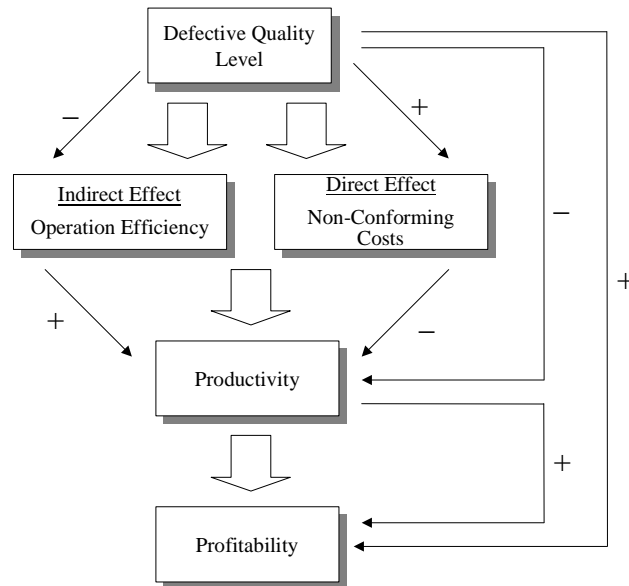 Defective Quality
Level
−
+
Indirect Effect
Operation Efficiency
Direct Effect
Non-Conforming
Costs
−
+
+
−
Productivity
+
Profitability